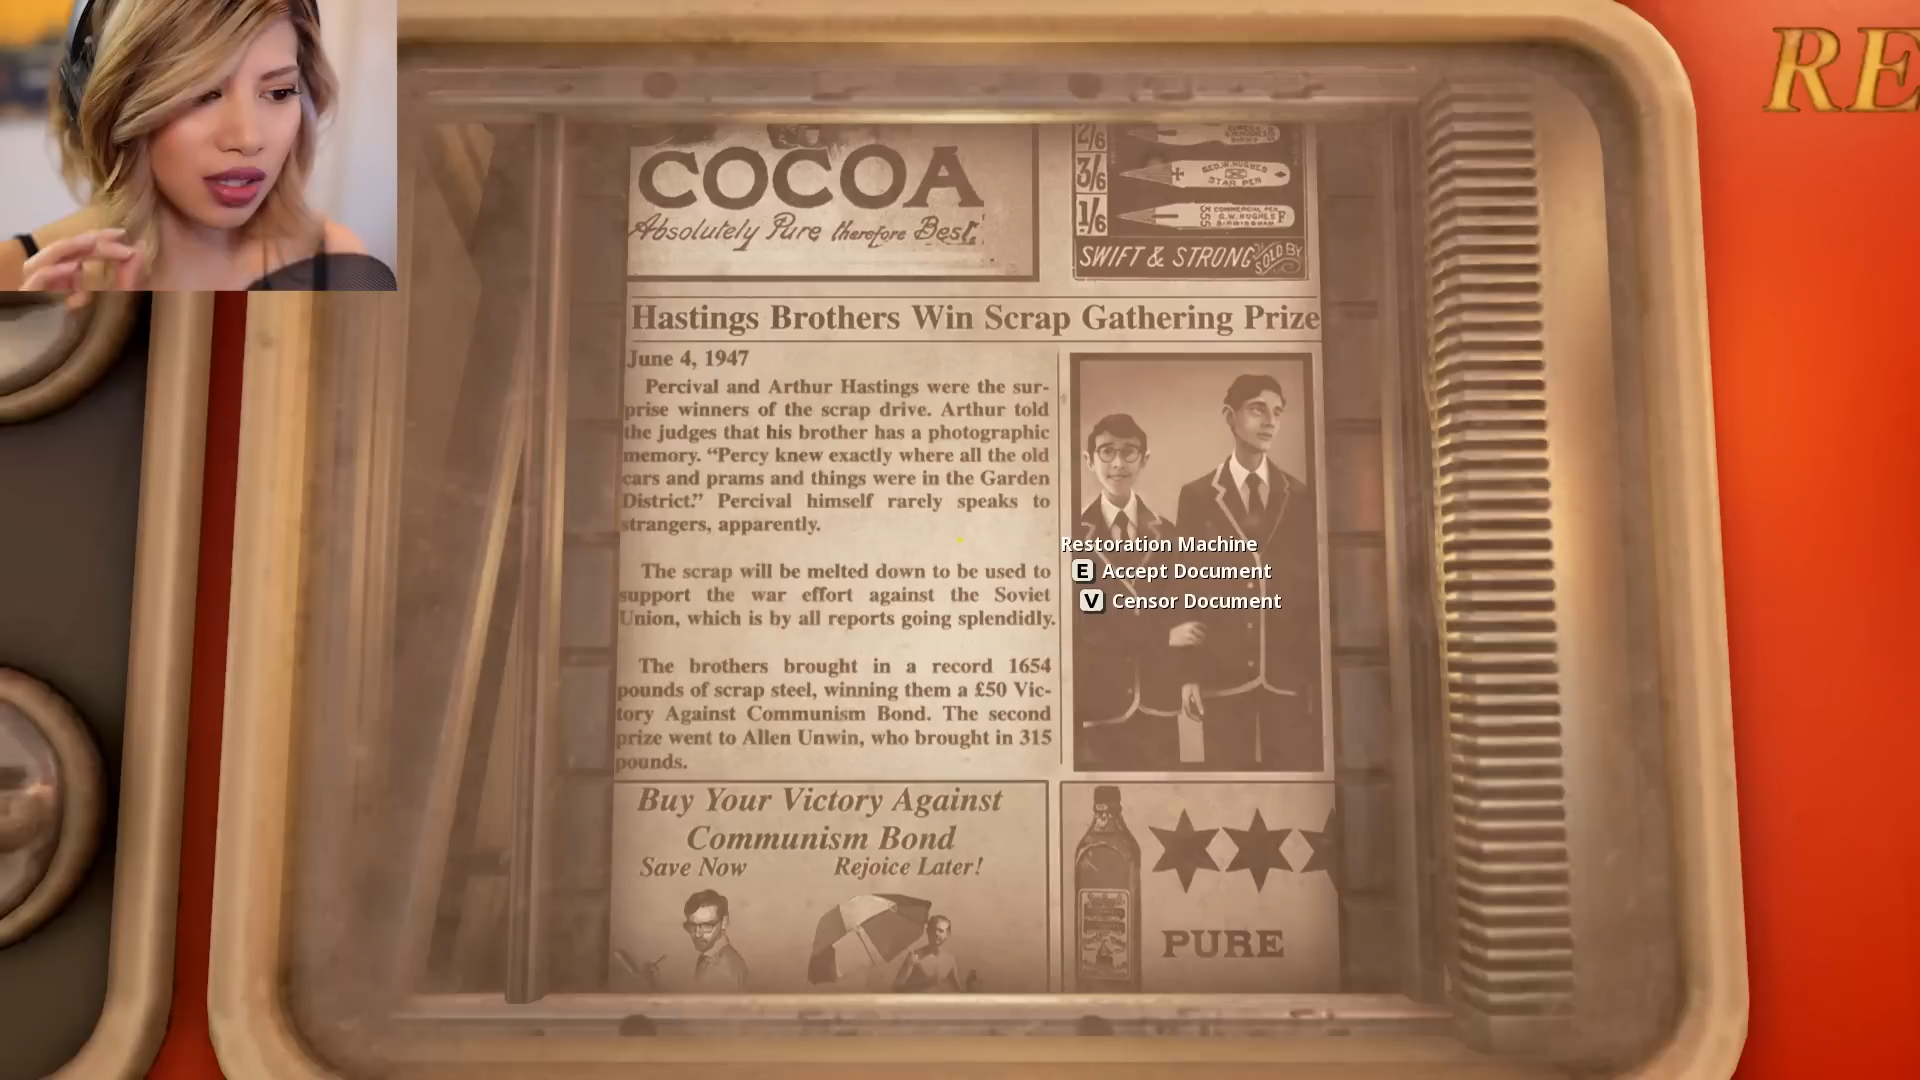 RE
COCOA
Absolutely Pure therefore Best.
2/6
3/6
GEO. W. HUGHES
STAR PEN
1/6
COMMERCIAL PEN
G. W. HUGHES F
BIRMINGHAM
SWIFT & STRONG
SOLD BY
Hastings Brothers Win Scrap Gathering Prize
June 4, 1947
Percival and Arthur Hastings were the sur-
prise winners of the scrap drive. Arthur told
the judges that his brother has a photographic
memory. “Percy knew exactly where all the old
cars and prams and things were in the Garden
District.” Percival himself rarely speaks to
strangers, apparently.
The scrap will be melted down to be used to
support the war effort against the Soviet
Union, which is by all reports going splendidly.
The brothers brought in a record 1654
pounds of scrap steel, winning them a £50 Vic-
tory Against Communism Bond. The second
prize went to Allen Unwin, who brought in 315
pounds.
Restoration Machine
E Accept Document
V Censor Document
Buy Your Victory Against
Communism Bond
Save Now Rejoice Later!
PURE